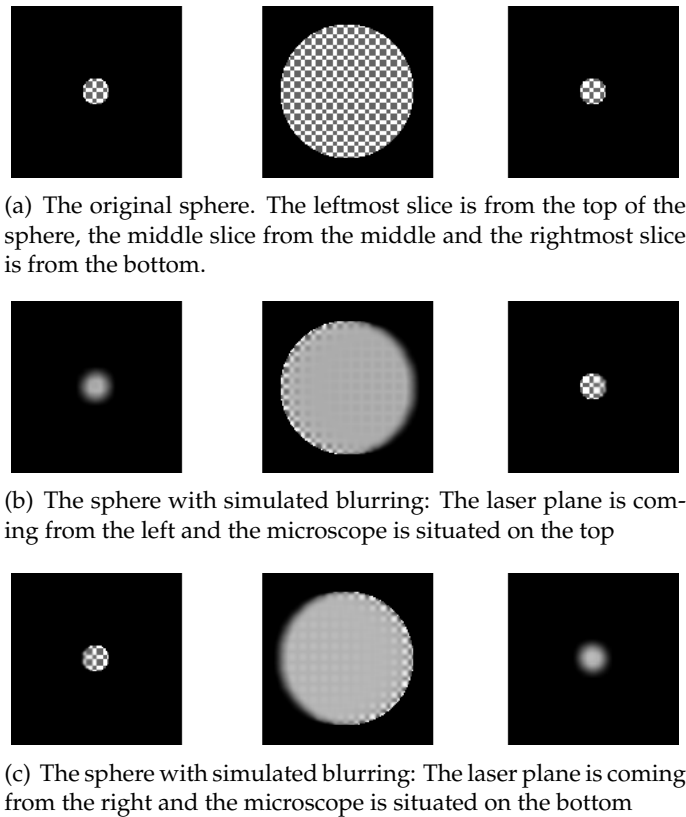 (a) The original sphere. The leftmost slice is from the top of the
sphere, the middle slice from the middle and the rightmost slice
is from the bottom.
(b) The sphere with simulated blurring: The laser plane is com-
ing from the left and the microscope is situated on the top
(c) The sphere with simulated blurring: The laser plane is coming
from the right and the microscope is situated on the bottom